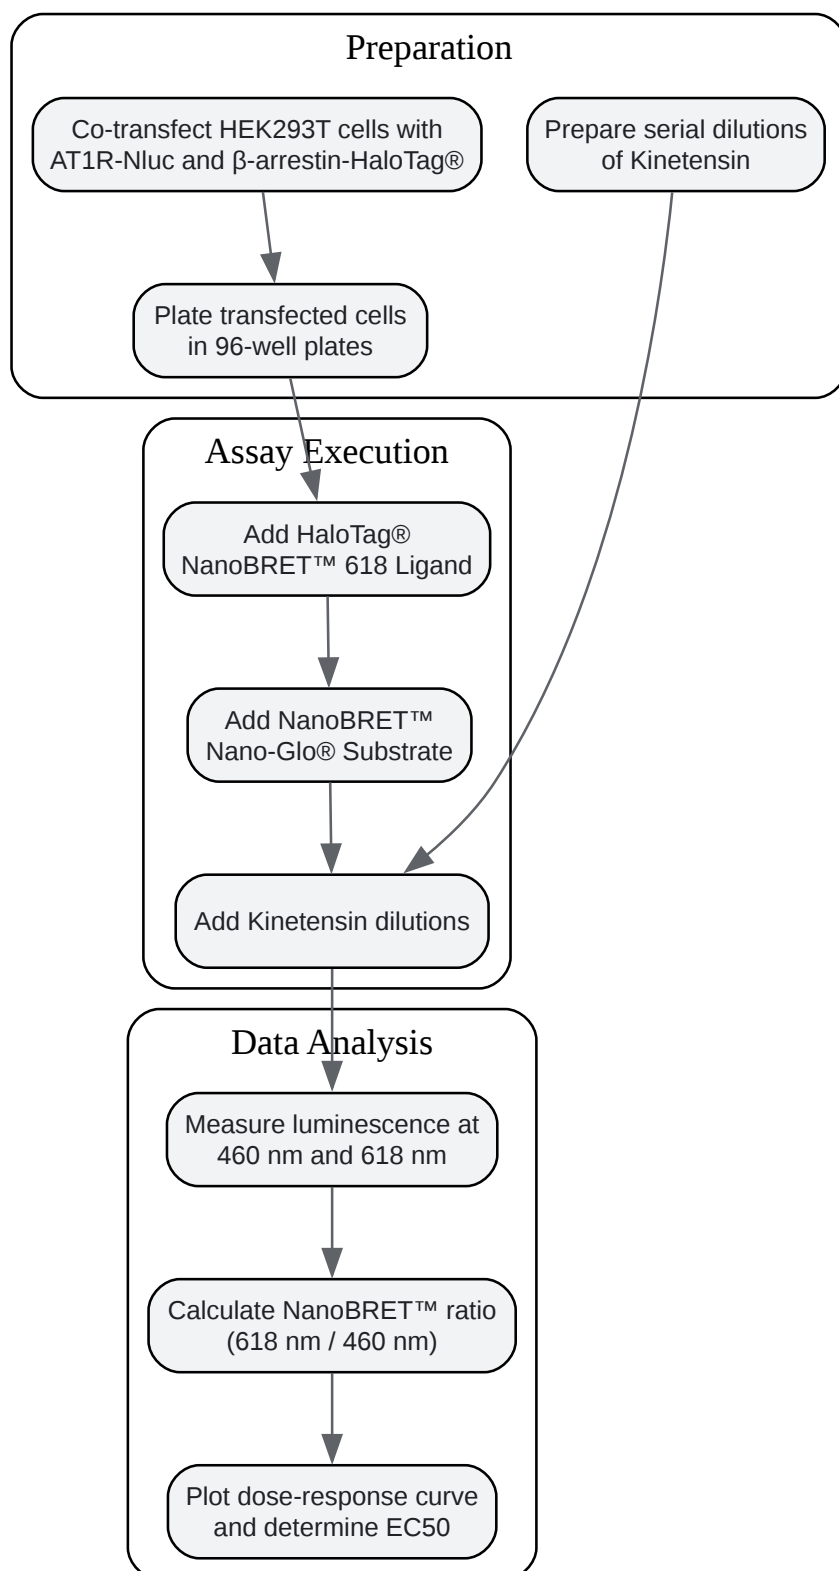 Preparation
Co-transfect HEK293T cells with
AT1R-Nluc and β-arrestin-HaloTag®
Prepare serial dilutions
of Kinetensin
Plate transfected cells
in 96-well plates
Assay Execution
Add HaloTag®
NanoBRET™ 618 Ligand
Add NanoBRET™
Nano-Glo® Substrate
Add Kinetensin dilutions
Data Analysis
Measure luminescence at
460 nm and 618 nm
Calculate NanoBRET™ ratio
(618 nm / 460 nm)
Plot dose-response curve
and determine EC50